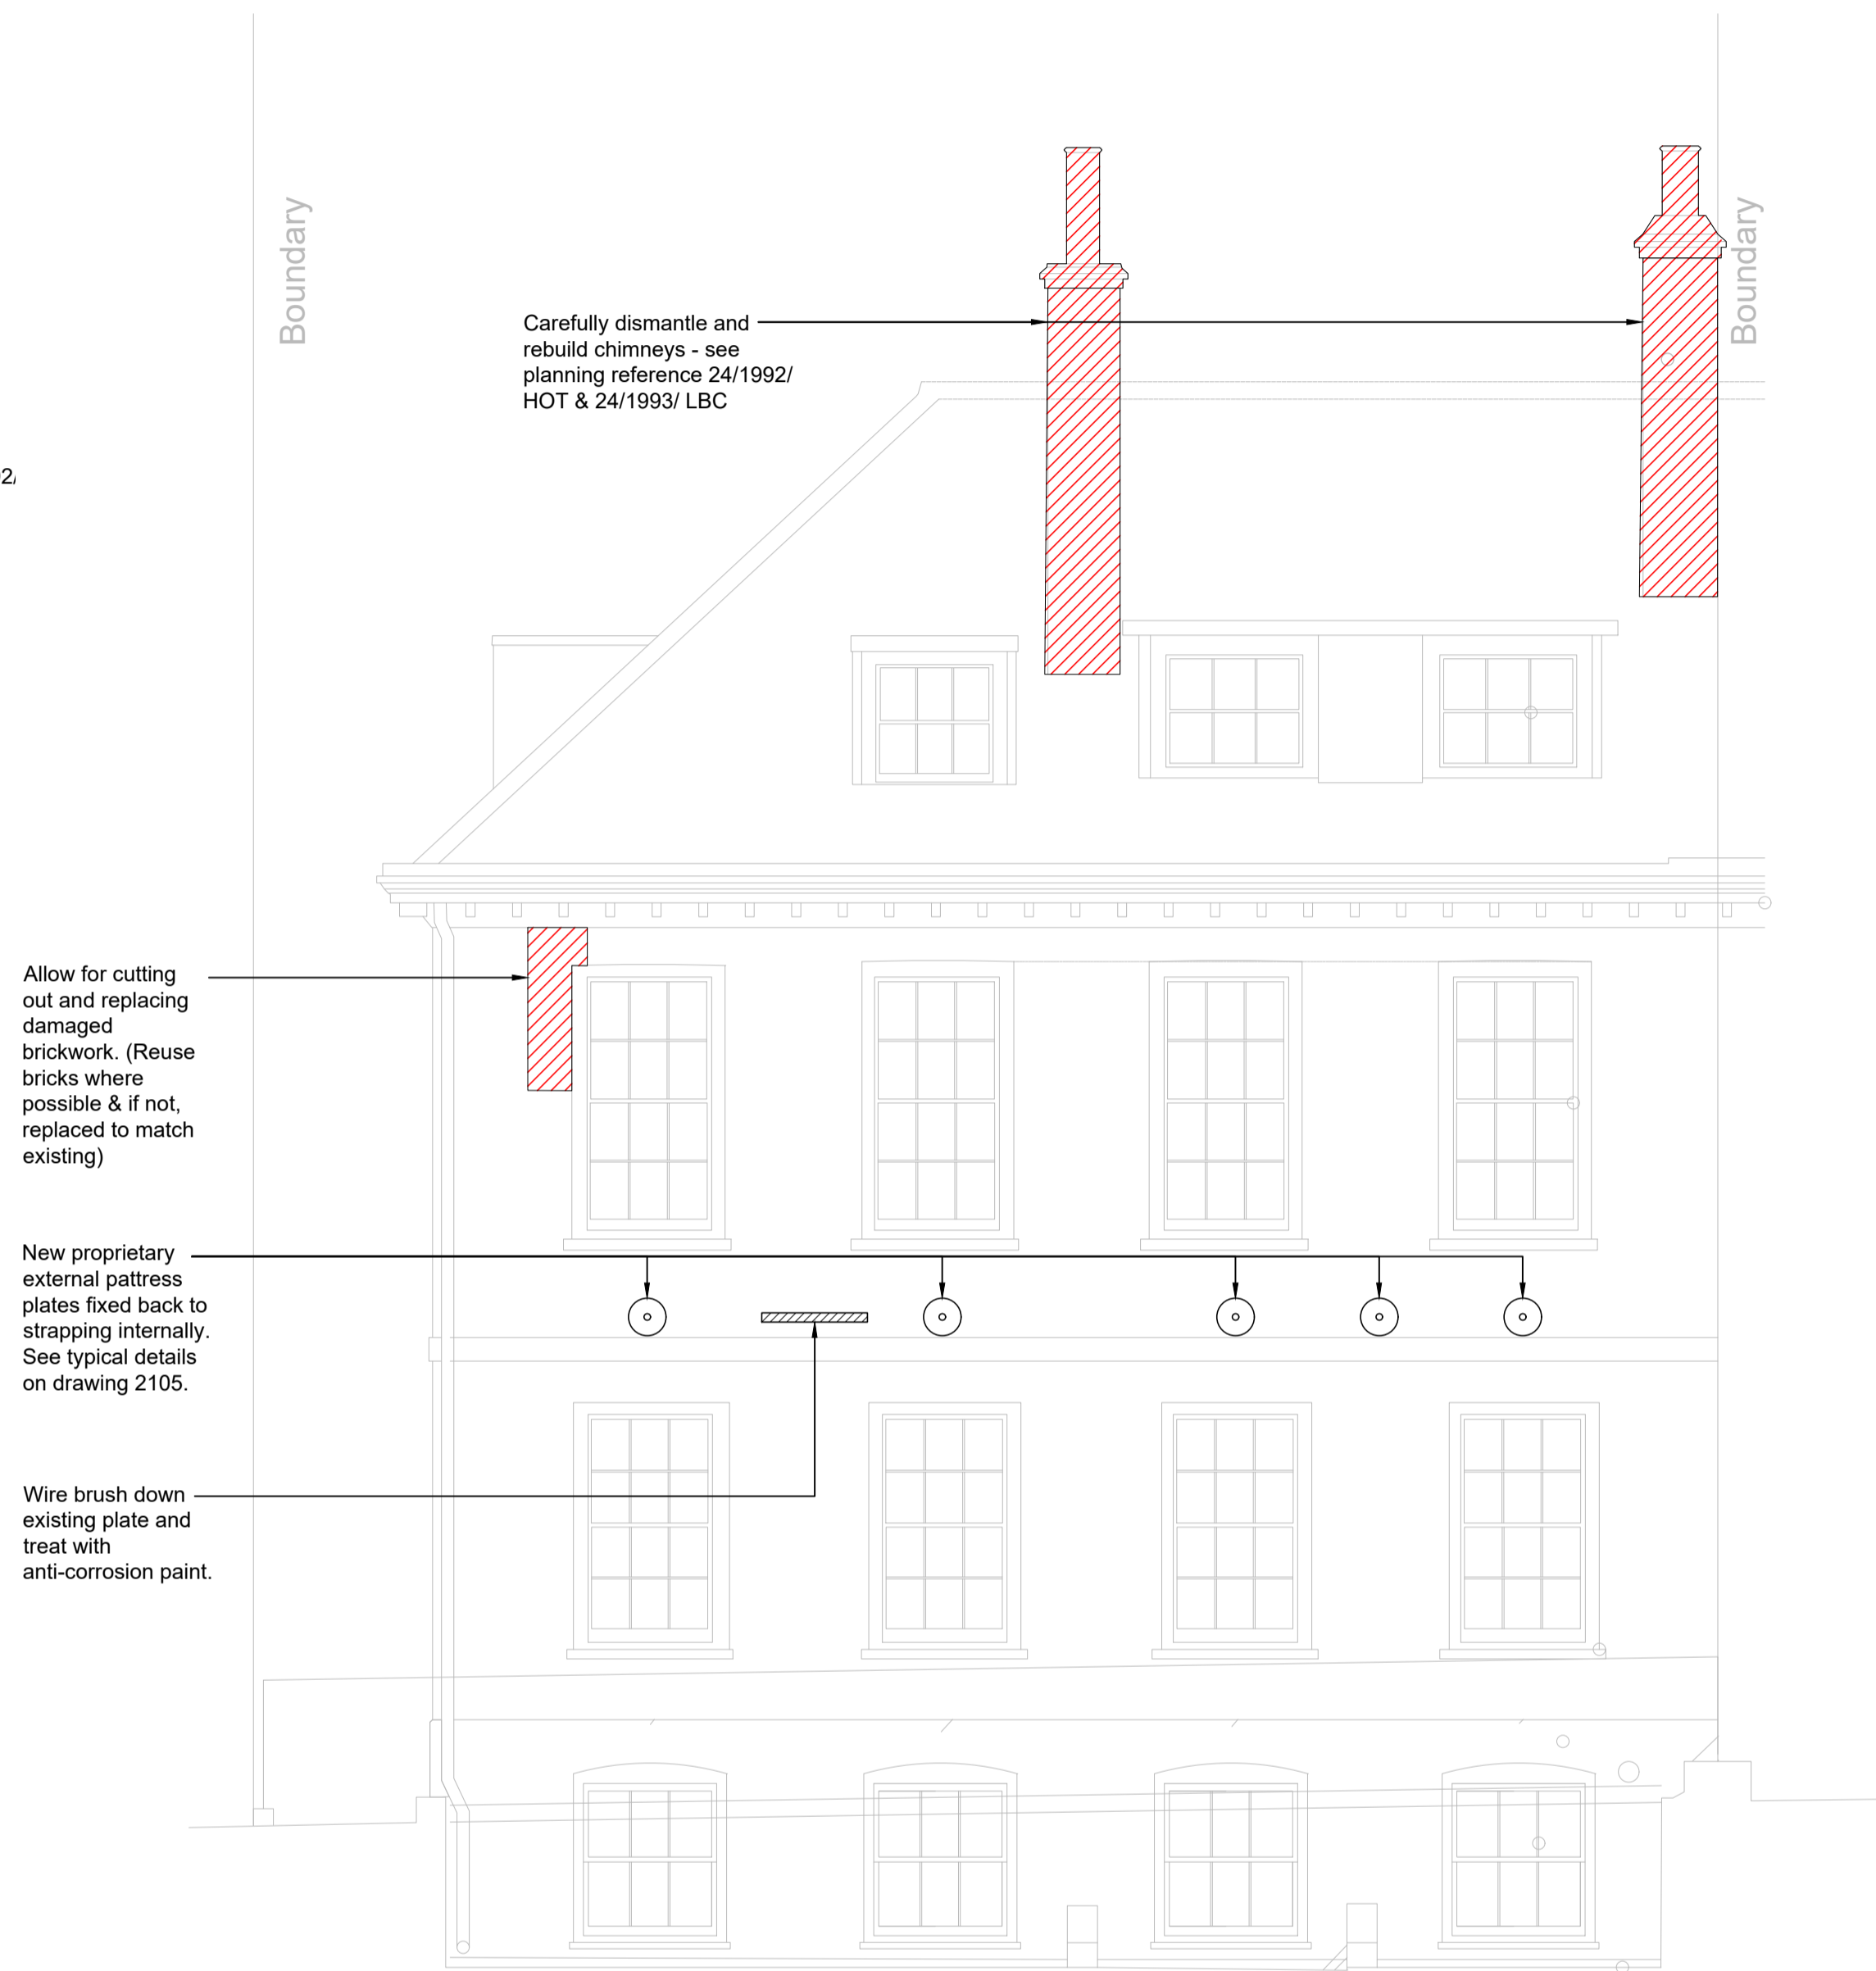 Boundary
Boundary
Carefully dismantle and
rebuild chimneys - see
planning reference 24/1992/
HOT & 24/1993/ LBC
2/
Allow for cutting
out and replacing
damaged
brickwork. (Reuse
bricks where
possible & if not,
replaced to match
existing)
New proprietary
external pattress
plates fixed back to
strapping internally.
See typical details
on drawing 2105.
Wire brush down
existing plate and
treat with
anti-corrosion paint.